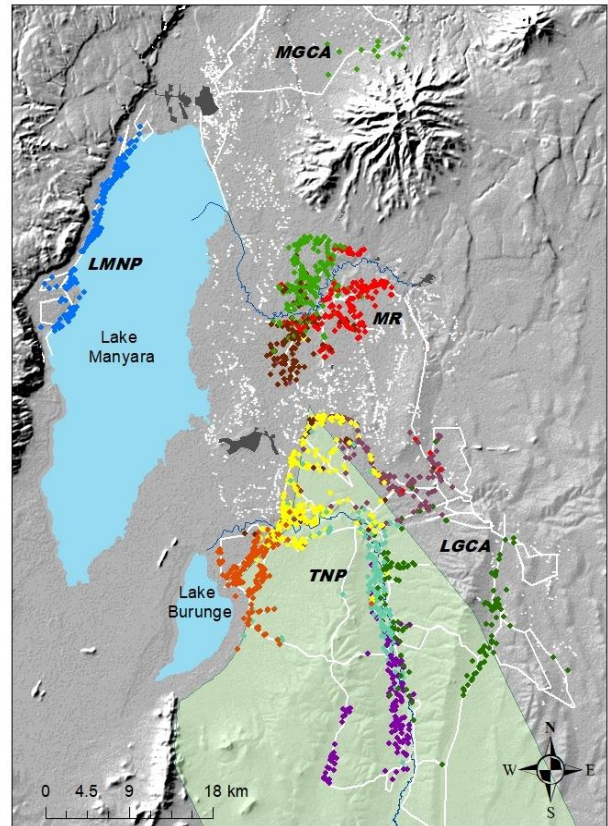 MGCA
LMNP
MR
Lake
Manyara
LGCA
TNP
Lake
Burunge
N
W E
S
0 4.5 9 18 km